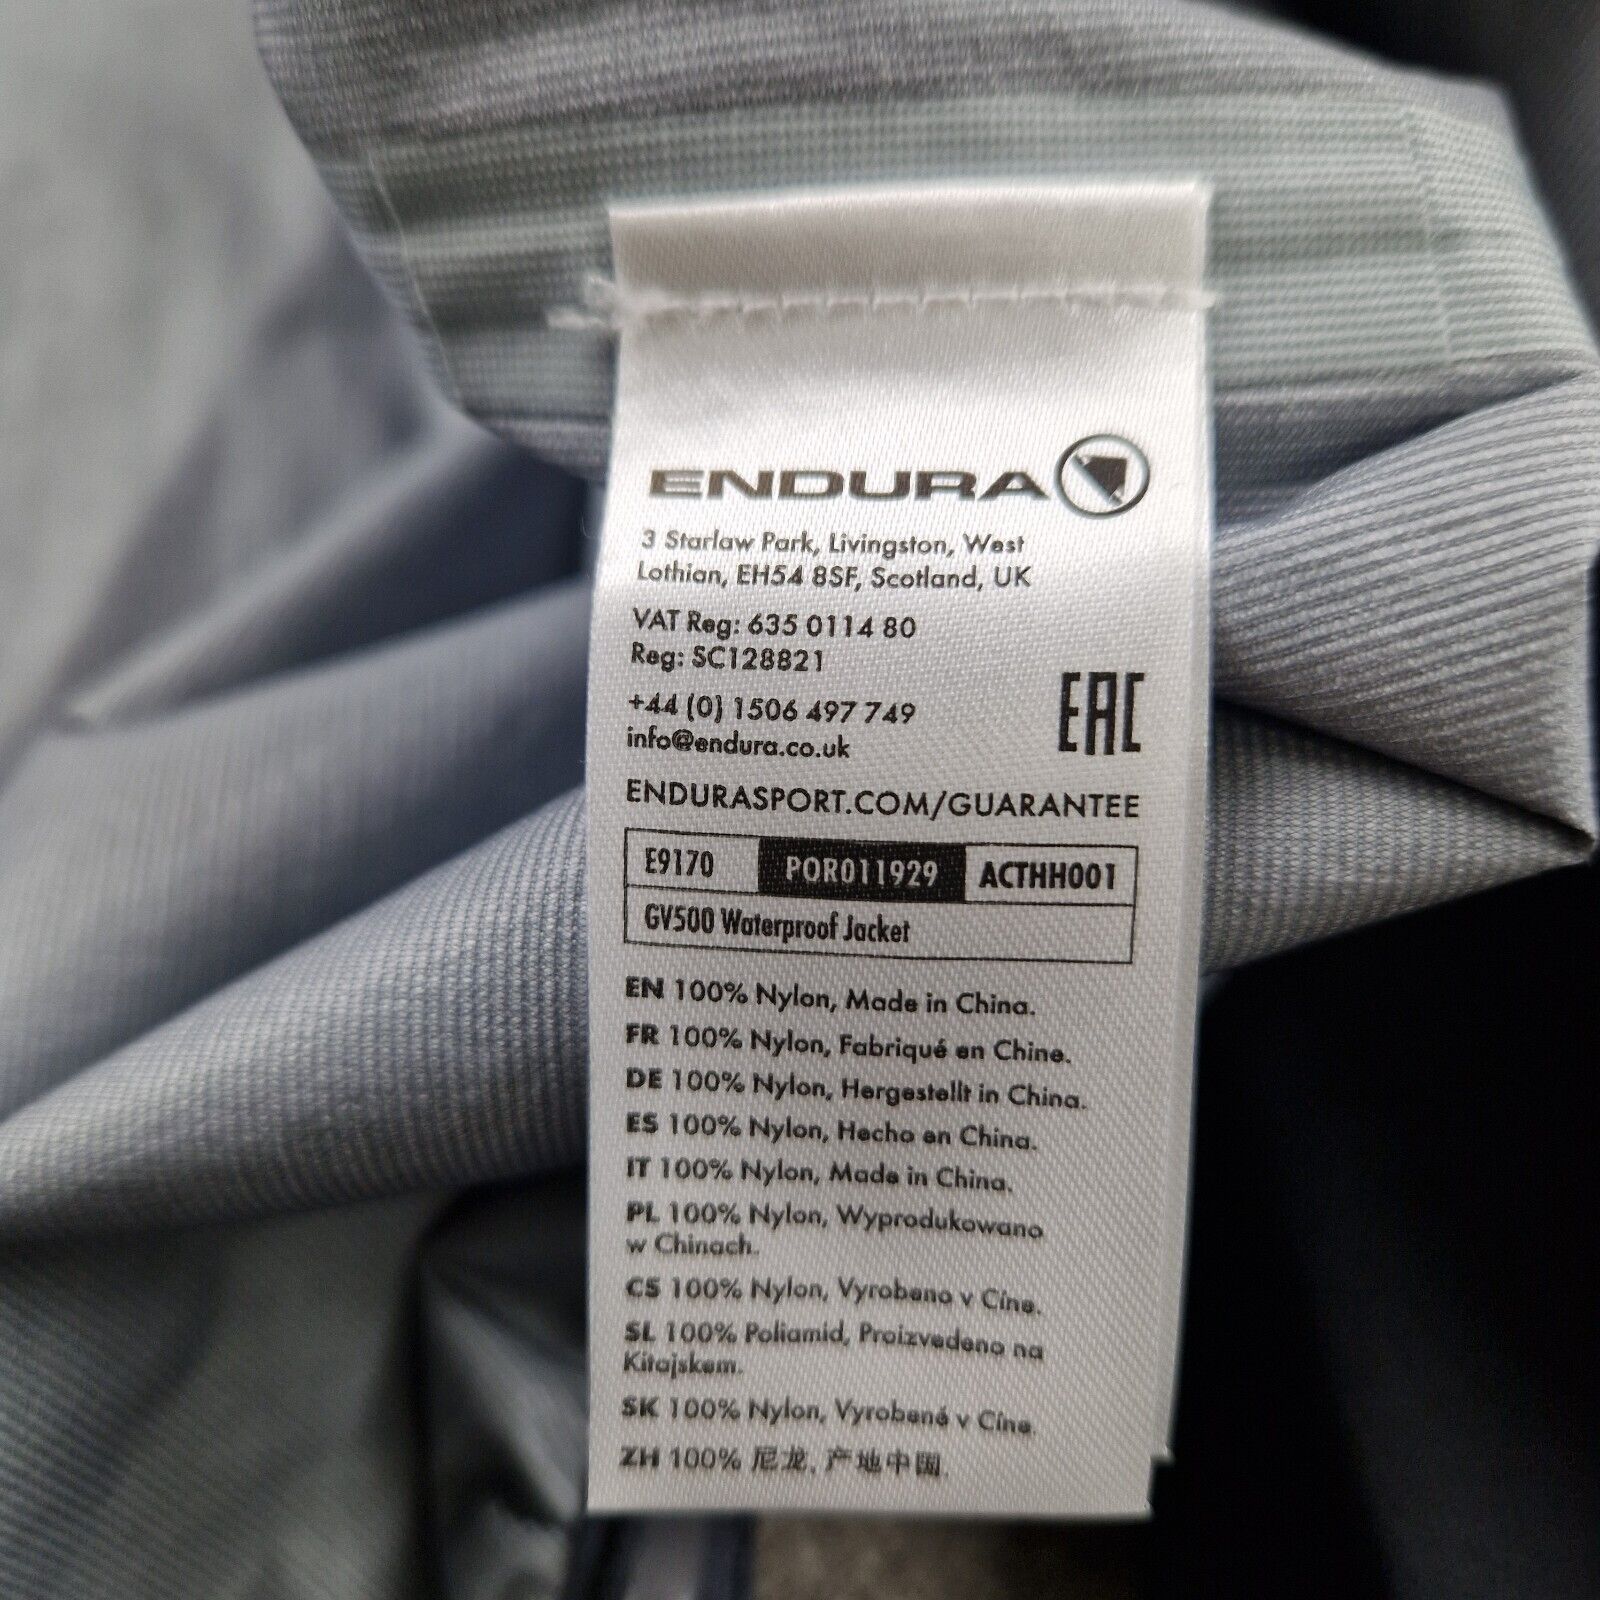 ENDURA
3 Starlaw Park, Livingston, West
Lothian, EH54 8SF, Scotland, UK
VAT Reg: 635 0114 80
Reg: SC128821
+44 (0) 1506 497 749
info@endura.co.uk
EAC
ENDURASPORT.COM/GUARANTEE
E9170 POR011929 ACTHH001
GV500 Waterproof Jacket
EN 100% Nylon, Made in China.
FR 100% Nylon, Fabriqué en Chine.
DE 100% Nylon, Hergestellt in China.
ES 100% Nylon, Hecho en China.
IT 100% Nylon, Made in China.
PL 100% Nylon, Wyprodukowano
w Chinach.
CS 100% Nylon, Vyrobeno v Číne.
SL 100% Poliamid, Proizvedeno na
Kitajskem.
SK 100% Nylon, Vyrobené v Číne.
ZH 100% 尼龙, 产地中国.